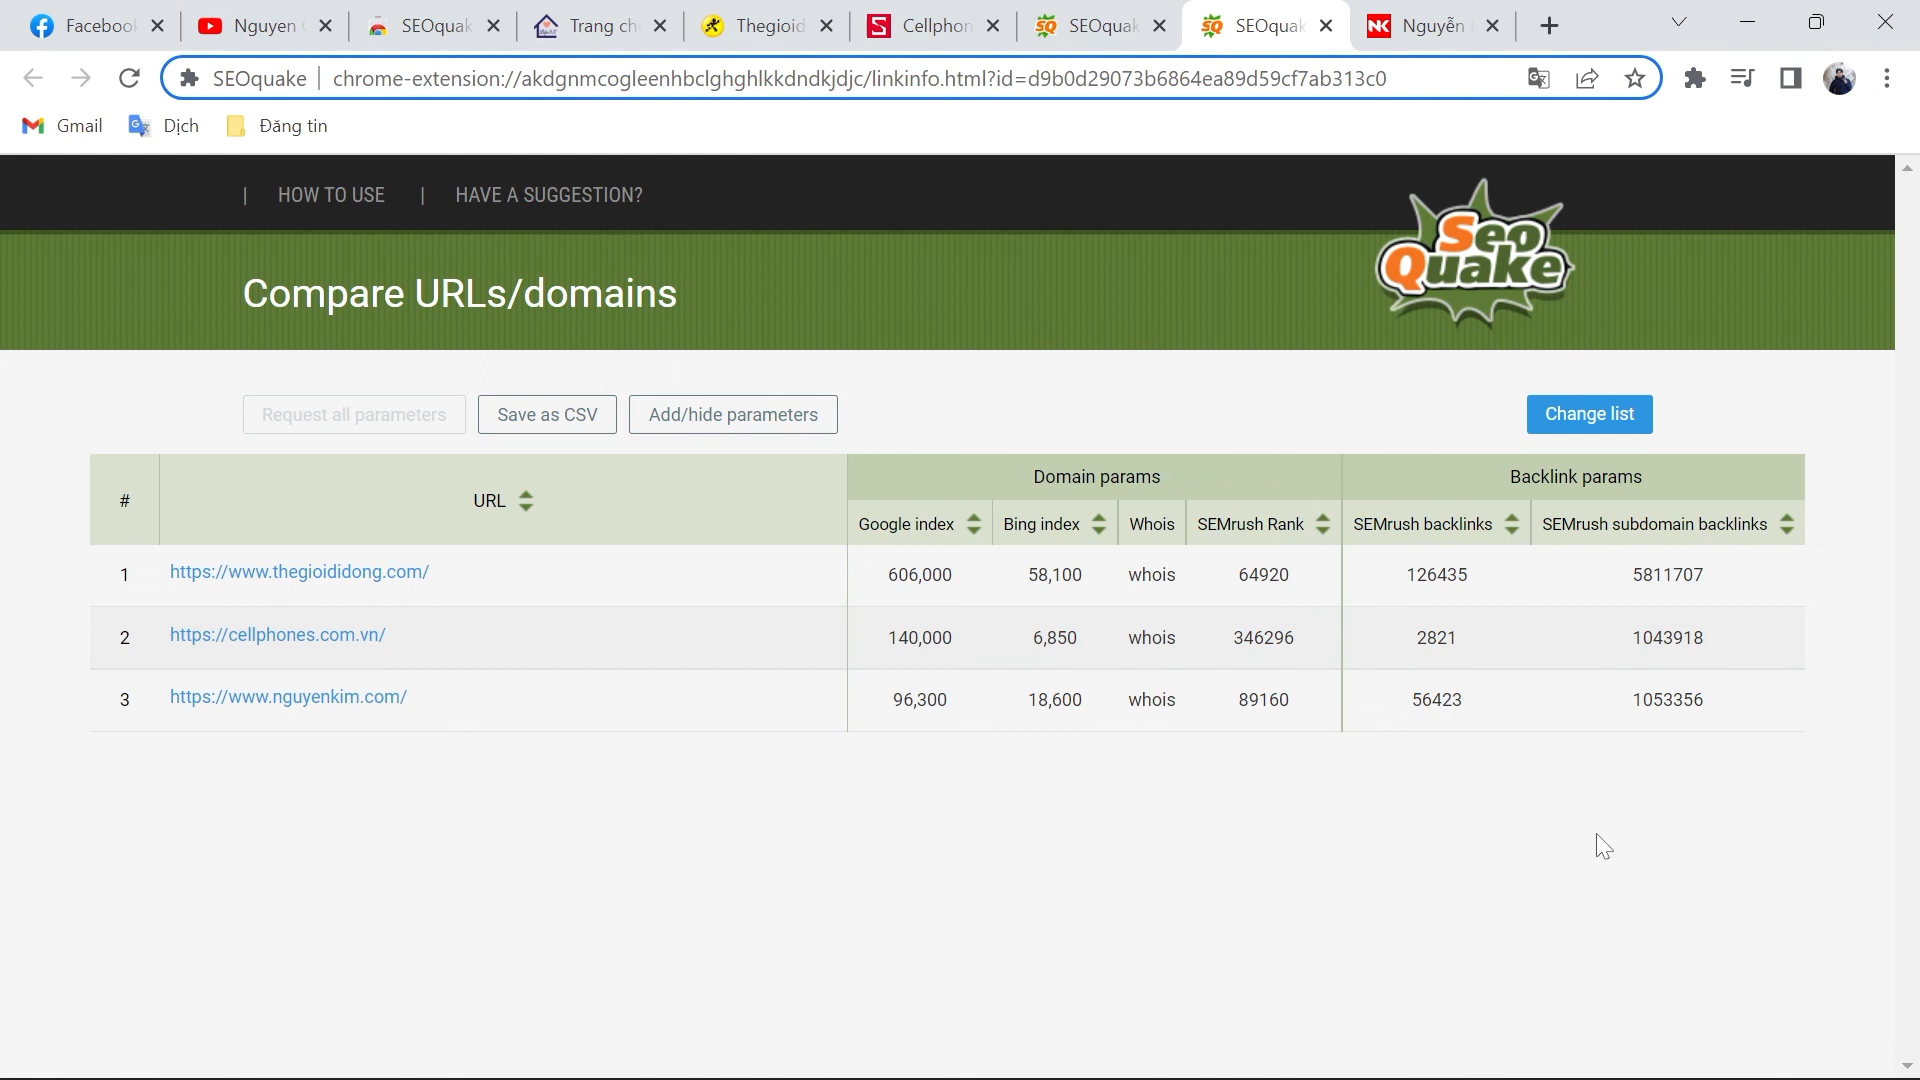 Facebook Nguyen SEOquak Trang ch Thegioid Cellphon SEOquak SEOquak Nguyễn
SEOquake chrome-extension://akdgnmcogleenhbclghghlkkdndkjdjc/linkinfo.html?id=d9b0d29073b6864ea89d59cf7ab313c0
Gmail Dịch Đăng tin
| HOW TO USE | HAVE A SUGGESTION?
Seo
Quake
Compare URLs/domains
Request all parameters Save as CSV Add/hide parameters Change list
Domain params Backlink params
# URL
Google index Bing index Whois SEMrush Rank SEMrush backlinks SEMrush subdomain backlinks
1 https://www.thegioididong.com/ 606,000 58,100 whois 64920 126435 5811707
2 https://cellphones.com.vn/ 140,000 6,850 whois 346296 2821 1043918
3 https://www.nguyenkim.com/ 96,300 18,600 whois 89160 56423 1053356